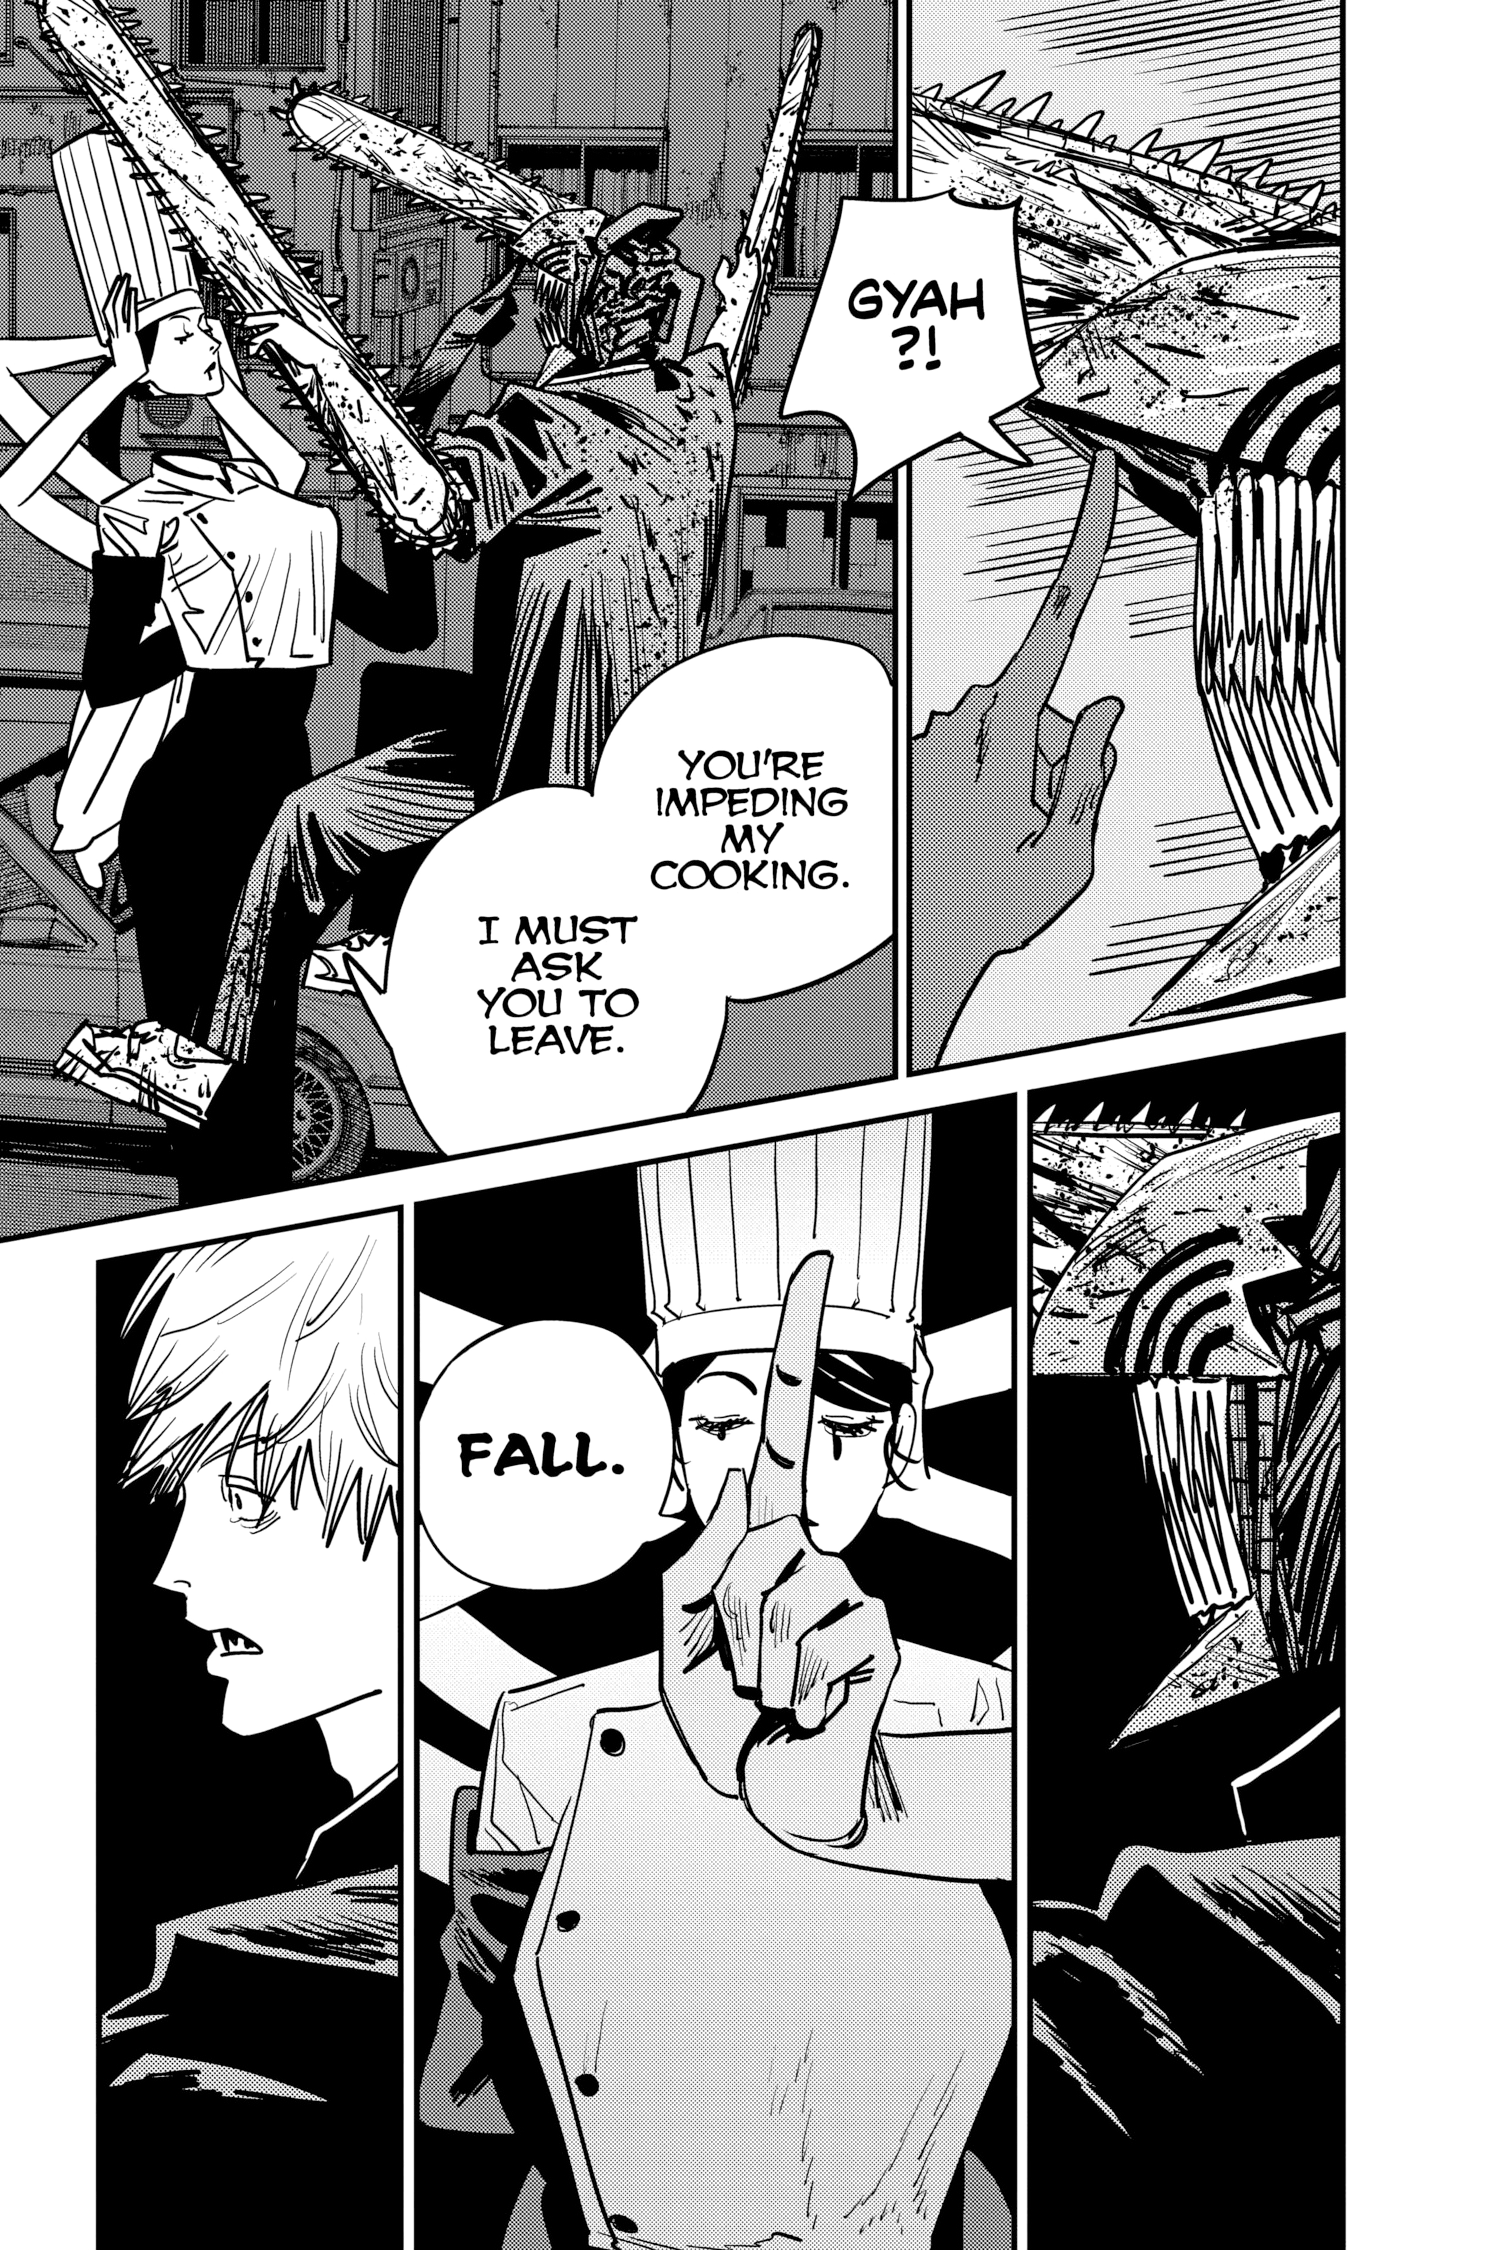 GYAH
?!
YOU'RE
IMPEDING
MY
COOKING.
I MUST
ASK
YOU TO
LEAVE.
FALL.